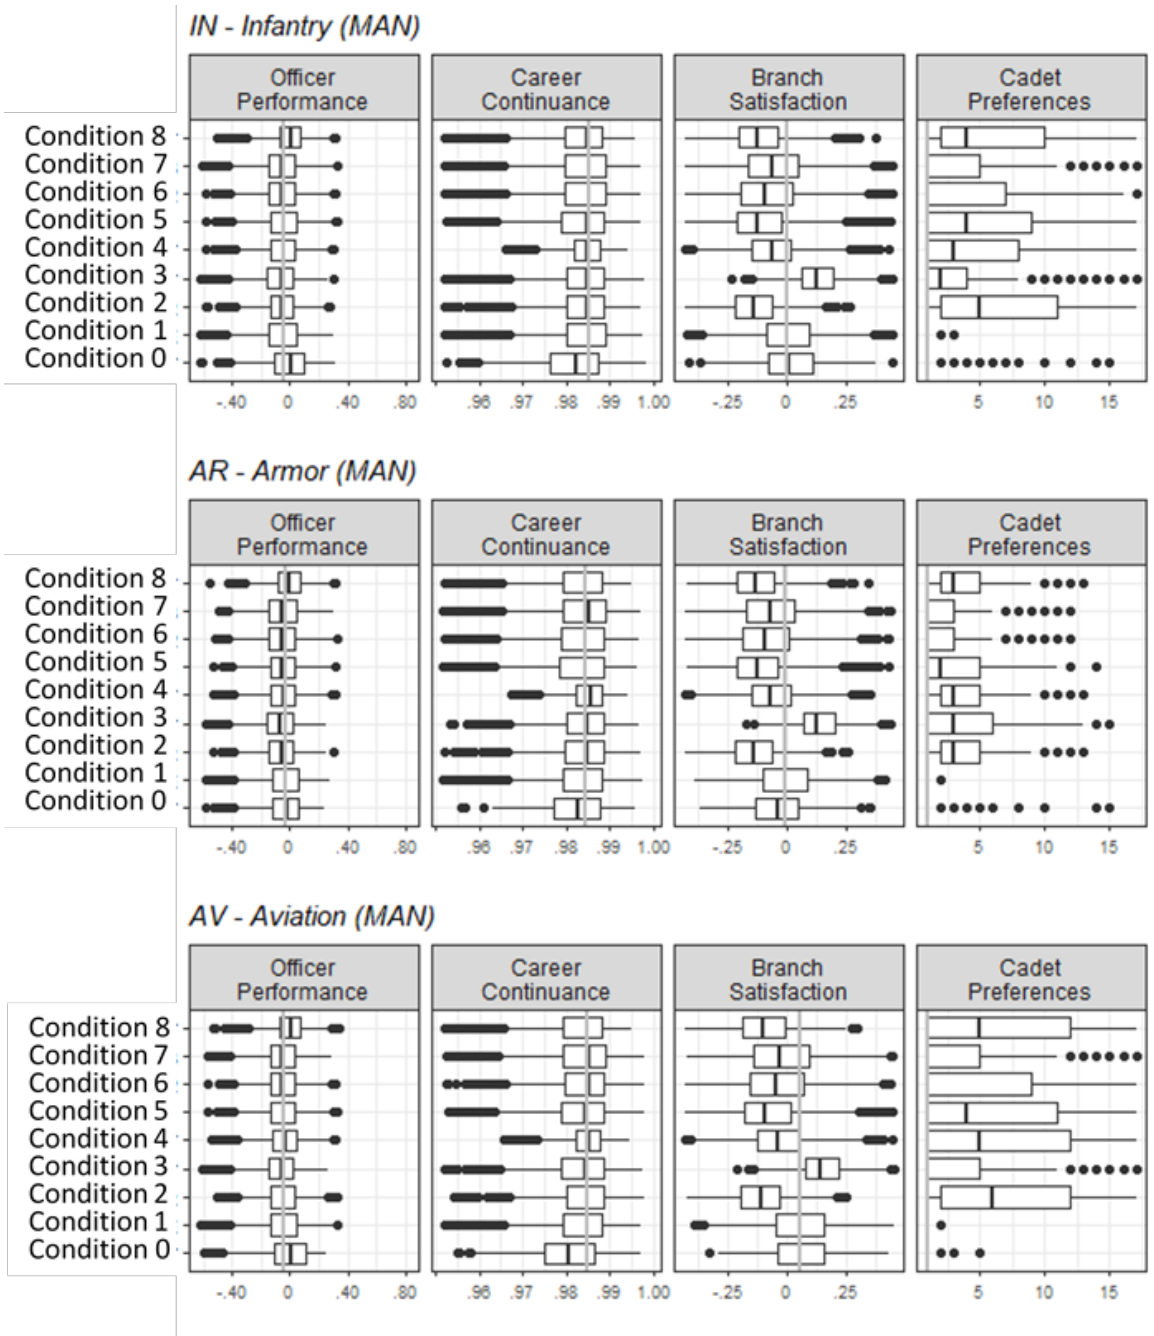 IN - Infantry (MAN)
Officer Performance
Career Continuance
Branch Satisfaction
Cadet Preferences
Condition 8
Condition 7
Condition 6
Condition 5
Condition 4
Condition 3
Condition 2
Condition 1
Condition 0
-.40 0 .40 .80
.96 .97 .98 .99 1.00
-.25 0 .25
5 10 15
AR - Armor (MAN)
Officer Performance
Career Continuance
Branch Satisfaction
Cadet Preferences
Condition 8
Condition 7
Condition 6
Condition 5
Condition 4
Condition 3
Condition 2
Condition 1
Condition 0
-.40 0 .40 .80
.96 .97 .98 .99 1.00
-.25 0 .25
5 10 15
AV - Aviation (MAN)
Officer Performance
Career Continuance
Branch Satisfaction
Cadet Preferences
Condition 8
Condition 7
Condition 6
Condition 5
Condition 4
Condition 3
Condition 2
Condition 1
Condition 0
-.40 0 .40 .80
.96 .97 .98 .99 1.00
-.25 0 .25
5 10 15